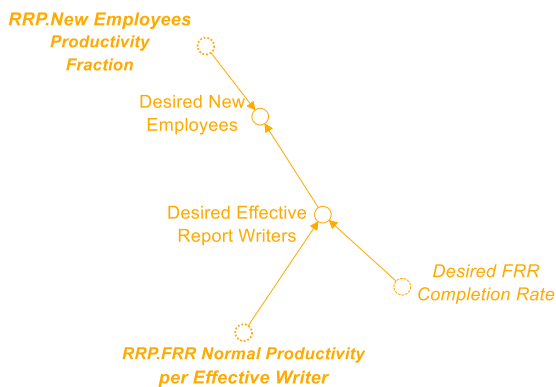 RRP.New Employees
Productivity
Fraction
Desired New
Employees
Desired Effective
Report Writers
Desired FRR
Completion Rate
RRP.FRR Normal Productivity
per Effective Writer